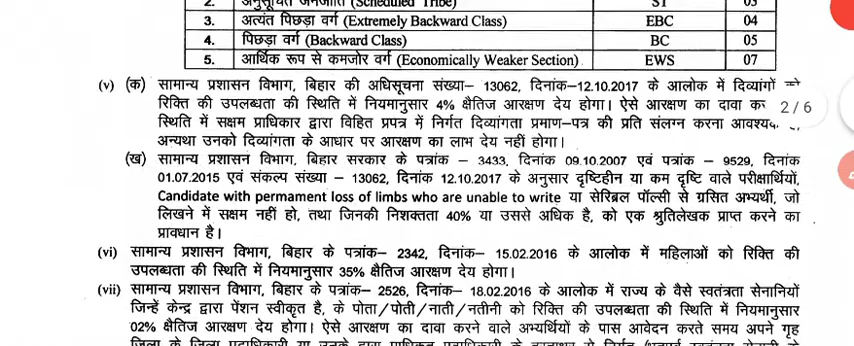 2. अनुसूचित जनजाति (Scheduled Tribe) ST 03
3. अत्यंत पिछड़ा वर्ग (Extremely Backward Class) EBC 04
4. पिछड़ा वर्ग (Backward Class) BC 05
5. आर्थिक रूप से कमजोर वर्ग (Economically Weaker Section) EWS 07
(v) (क) सामान्य प्रशासन विभाग, बिहार की अधिसूचना संख्या– 13062, दिनांक–12.10.2017 के आलोक में दिव्यांगों को
रिक्ति की उपलब्धता की स्थिति में नियमानुसार 4% क्षैतिज आरक्षण देय होगा। ऐसे आरक्षण का दावा
2 / 6
स्थिति में सक्षम प्राधिकार द्वारा विहित प्रपत्र में निर्गत दिव्यांगता प्रमाण–पत्र की प्रति संलग्न करना
अन्यथा उनको दिव्यांगता के आधार पर आरक्षण का लाभ देय नहीं होगा।
(ख) सामान्य प्रशासन विभाग, बिहार सरकार के पत्रांक – 3433, दिनांक 09.10.2007 एवं पत्रांक – 9529, दिनांक
01.07.2015 एवं संकल्प संख्या – 13062, दिनांक 12.10.2017 के अनुसार दृष्टिहीन या कम दृष्टि वाले परीक्षार्थियों,
Candidate with permament loss of limbs who are unable to write या सेरिब्रल पॉल्सी से ग्रसित अभ्यर्थी, जो
लिखने में सक्षम नहीं हो, तथा जिनकी निशक्तता 40% या उससे अधिक है, को एक श्रुतिलेखक प्राप्त करने का
प्रावधान है।
(vi) सामान्य प्रशासन विभाग, बिहार के पत्रांक– 2342, दिनांक– 15.02.2016 के आलोक में महिलाओं को रिक्ति की
उपलब्धता की स्थिति में नियमानुसार 35% क्षैतिज आरक्षण देय होगा।
(vii) सामान्य प्रशासन विभाग, बिहार के पत्रांक– 2526, दिनांक– 18.02.2016 के आलोक में राज्य के वैसे स्वतंत्रता सेनानियों
जिन्हें केन्द्र द्वारा पेंशन स्वीकृत है, के पोता/पोती/नाती/नतीनी को रिक्ति की उपलब्धता की स्थिति में नियमानुसार
02% क्षैतिज आरक्षण देय होगा। ऐसे आरक्षण का दावा करने वाले अभ्यर्थियों के पास आवेदन करते समय अपने गृह